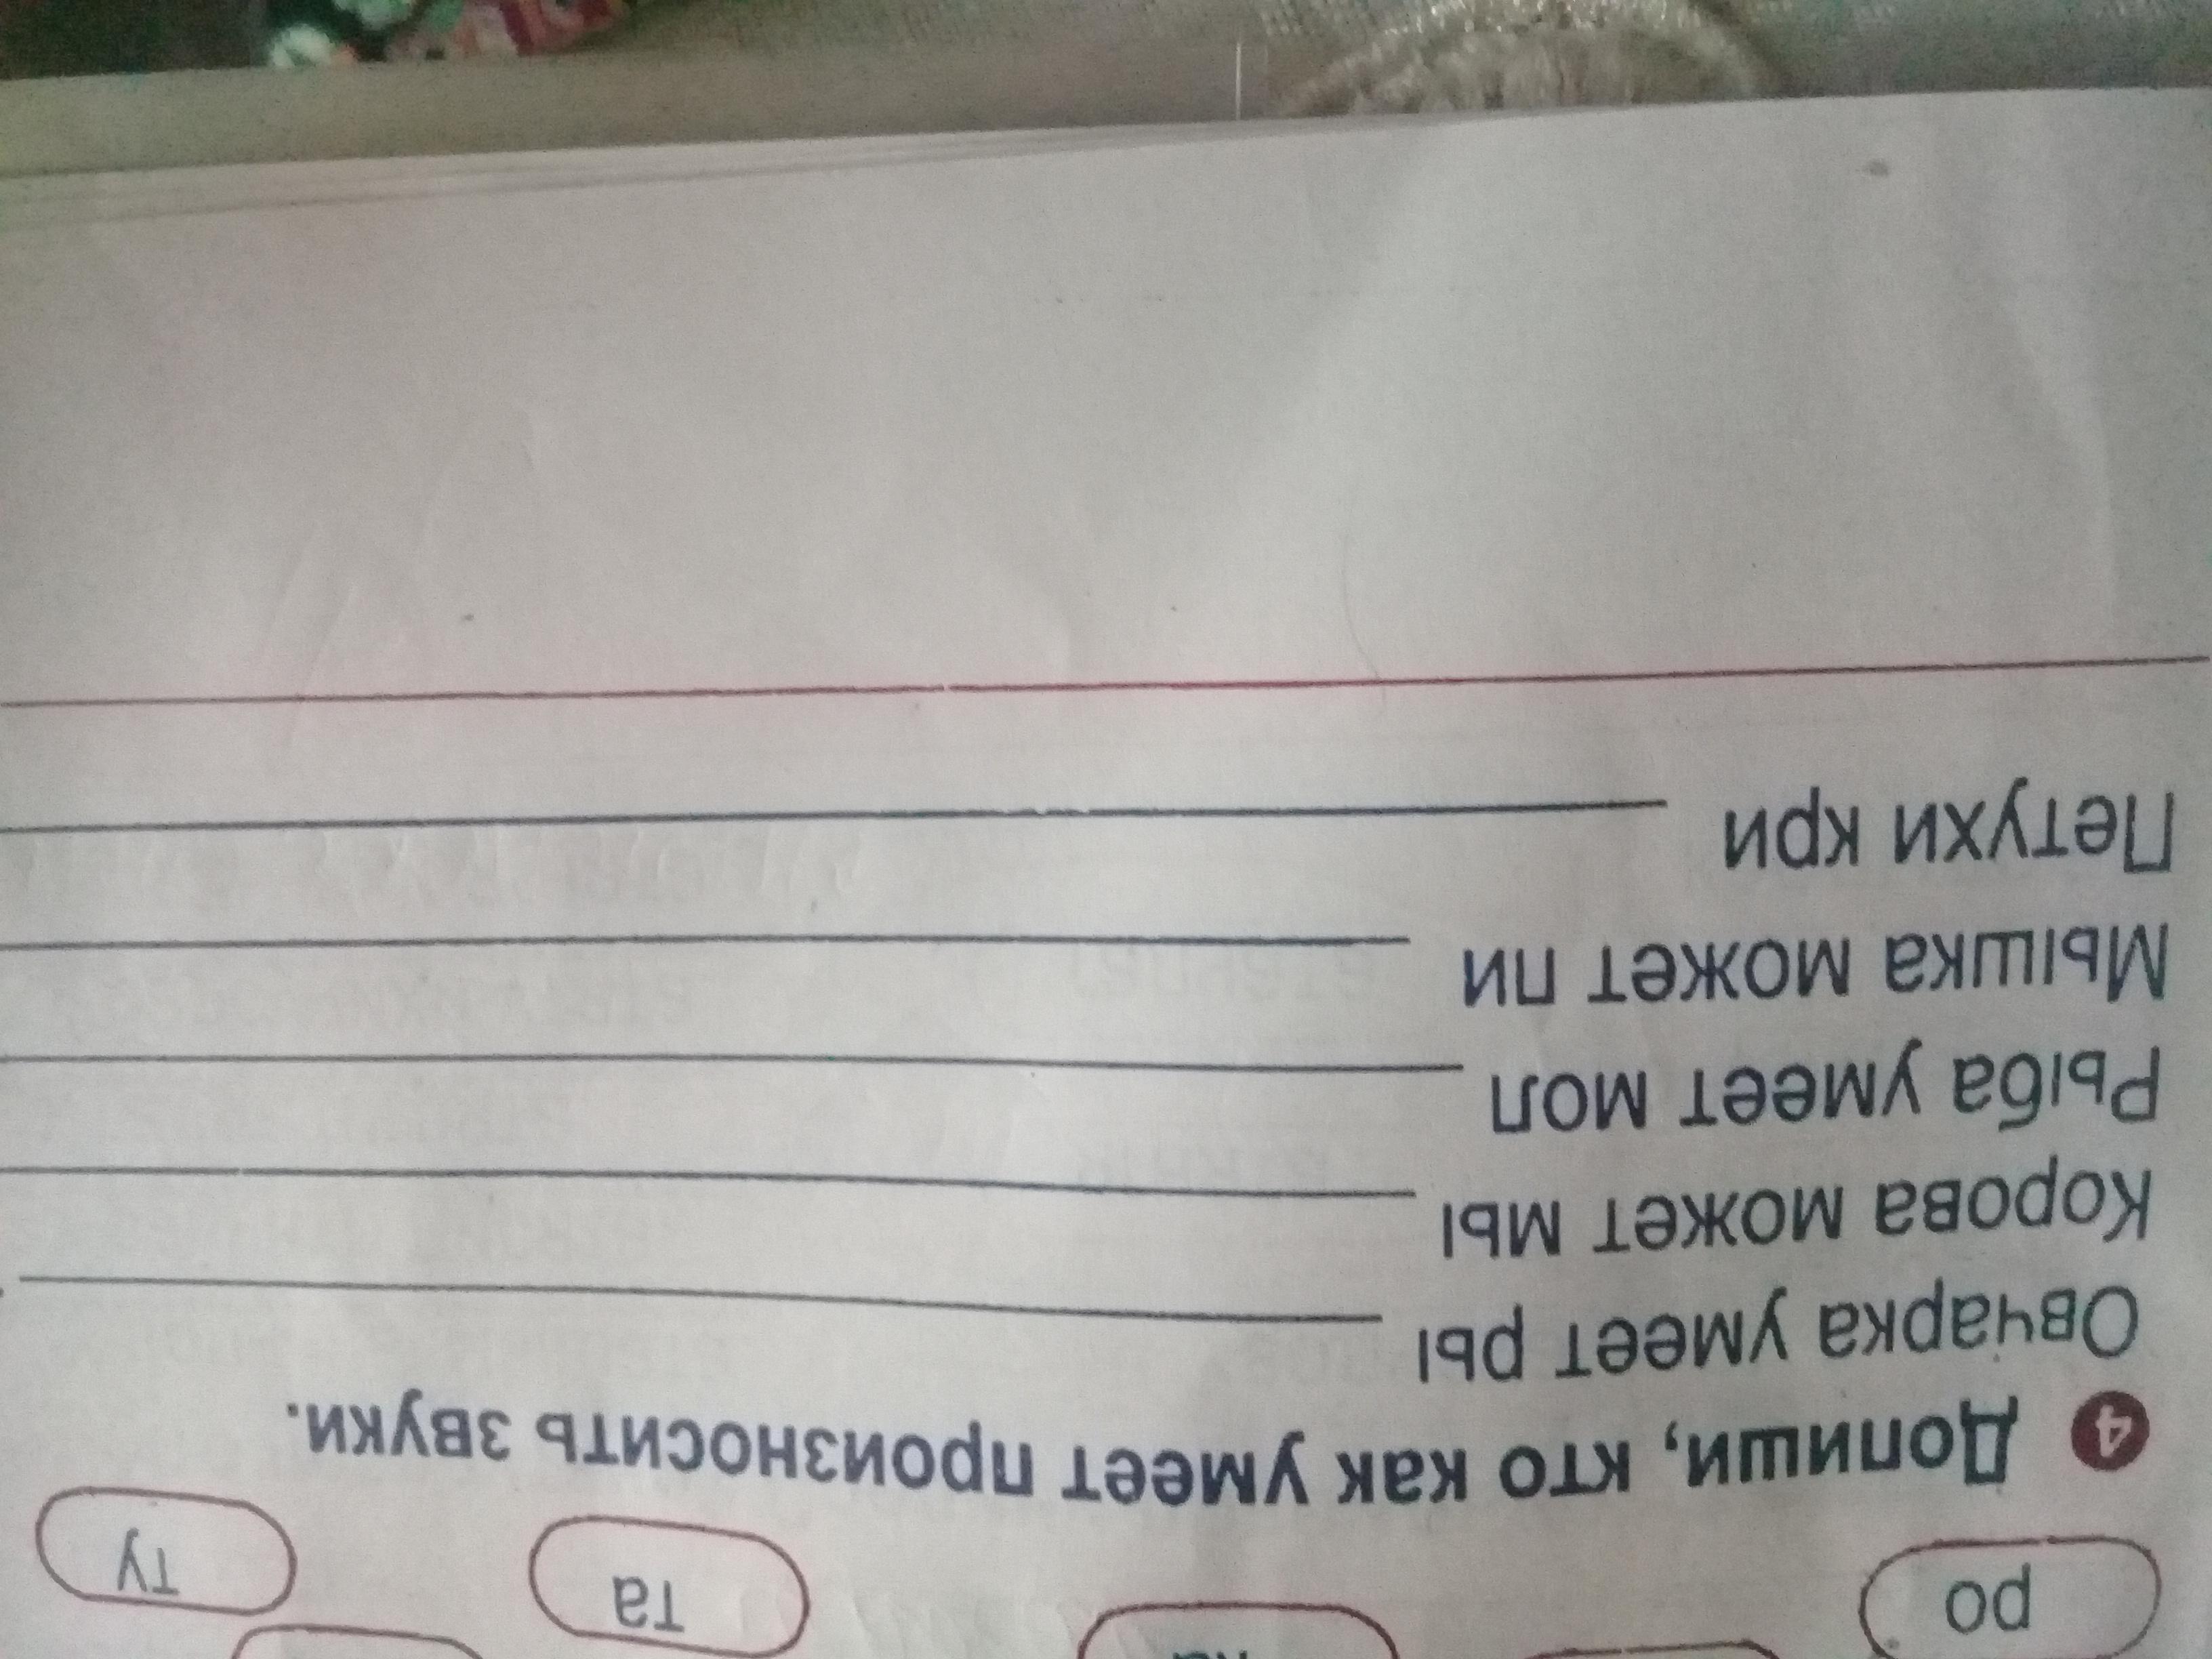 ро
та
ту
4 Допиши, кто как умеет произносить звуки.
Овчарка умеет ры
Корова может мы
Рыба умеет мол
Мышка может пи
Петухи кри